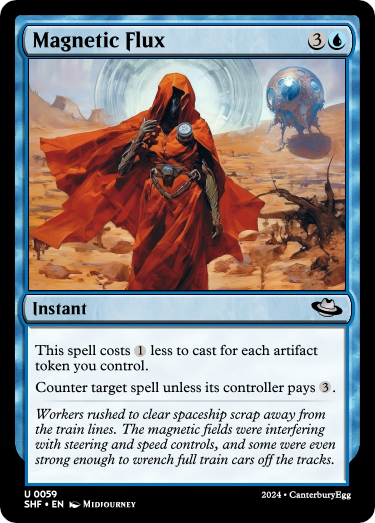 Magnetic Flux 3
Instant
This spell costs 1 less to cast for each artifact
token you control.
Counter target spell unless its controller pays 3.
Workers rushed to clear spaceship scrap away from
the train lines. The magnetic fields were interfering
with steering and speed controls, and some were even
strong enough to wrench full train cars off the tracks.
U 0059
SHF • EN Midjourney
2024 • CanterburyEgg